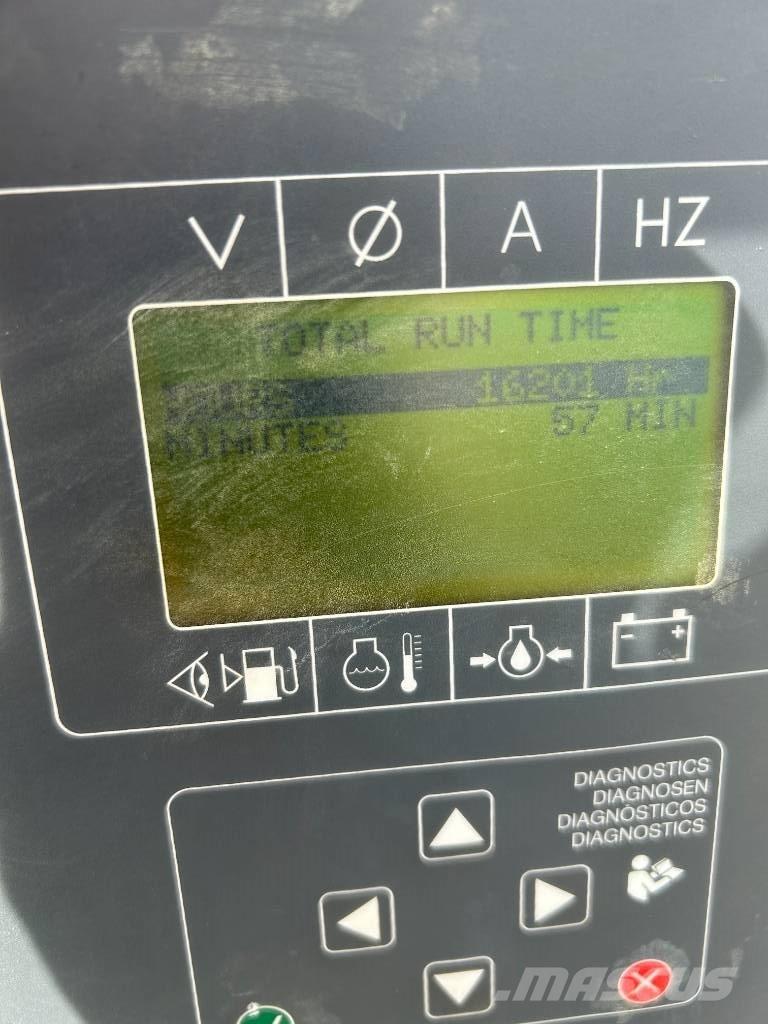 V Ø A HZ
TOTAL RUN TIME
HOURS 16201 Hr
MINUTES 57 MIN
- +
DIAGNOSTICS
DIAGNOSEN
DIAGNÓSTICOS
DIAGNOSTICS
MASCUS